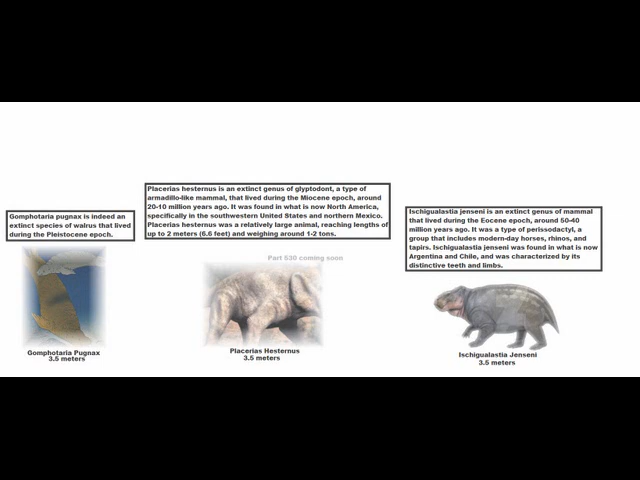 Gomphotaria pugnax is indeed an
extinct species of walrus that lived
during the Pleistocene epoch.
Gomphotaria Pugnax
3.5 meters
Placerias hesternus is an extinct genus of glyptodont, a type of
armadillo-like mammal, that lived during the Miocene epoch, around
20-10 million years ago. It was found in what is now North America,
specifically in the southwestern United States and northern Mexico.
Placerias hesternus was a relatively large animal, reaching lengths of
up to 2 meters (6.6 feet) and weighing around 1-2 tons.
Part 530 coming soon
Placerias Hesternus
3.5 meters
Ischigualastia jenseni is an extinct genus of mammal
that lived during the Eocene epoch, around 50-40
million years ago. It was a type of perissodactyl, a
group that includes modern-day horses, rhinos, and
tapirs. Ischigualastia jenseni was found in what is now
Argentina and Chile, and was characterized by its
distinctive teeth and limbs.
Ischigualastia Jenseni
3.5 meters